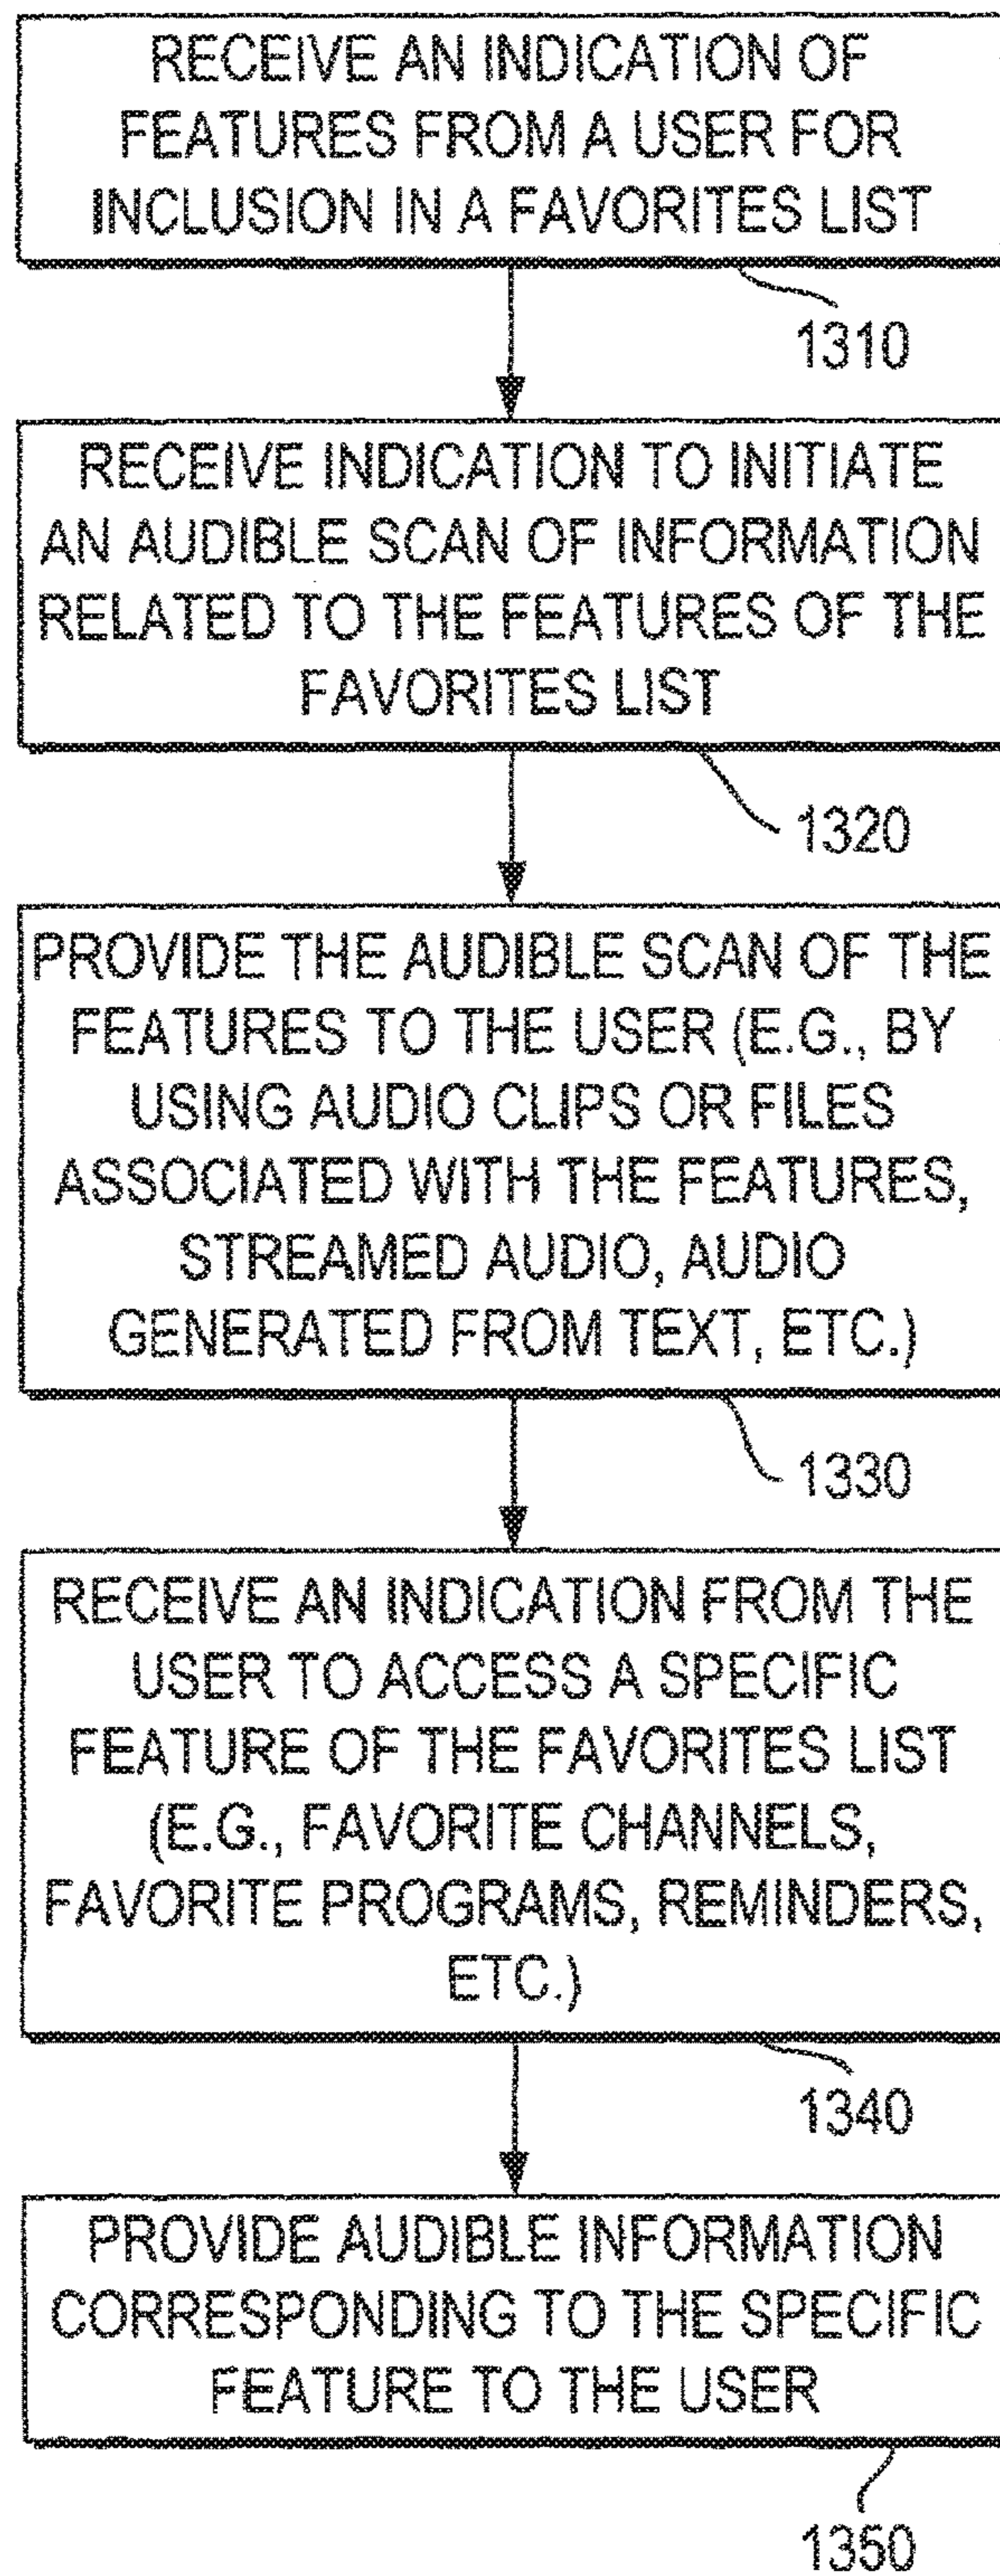 RECEIVE AN INDICATION OF
FEATURES FROM A USER FOR
INCLUSION IN A FAVORITES LIST
1310
RECEIVE INDICATION TO INITIATE
AN AUDIBLE SCAN OF INFORMATION
RELATED TO THE FEATURES OF THE
FAVORITES LIST
1320
PROVIDE THE AUDIBLE SCAN OF THE
FEATURES TO THE USER (E.G., BY
USING AUDIO CLIPS OR FILES
ASSOCIATED WITH THE FEATURES,
STREAMED AUDIO, AUDIO
GENERATED FROM TEXT, ETC.)
1330
RECEIVE AN INDICATION FROM THE
USER TO ACCESS A SPECIFIC
FEATURE OF THE FAVORITES LIST
(E.G., FAVORITE CHANNELS,
FAVORITE PROGRAMS, REMINDERS,
ETC.)
1340
PROVIDE AUDIBLE INFORMATION
CORRESPONDING TO THE SPECIFIC
FEATURE TO THE USER
1350